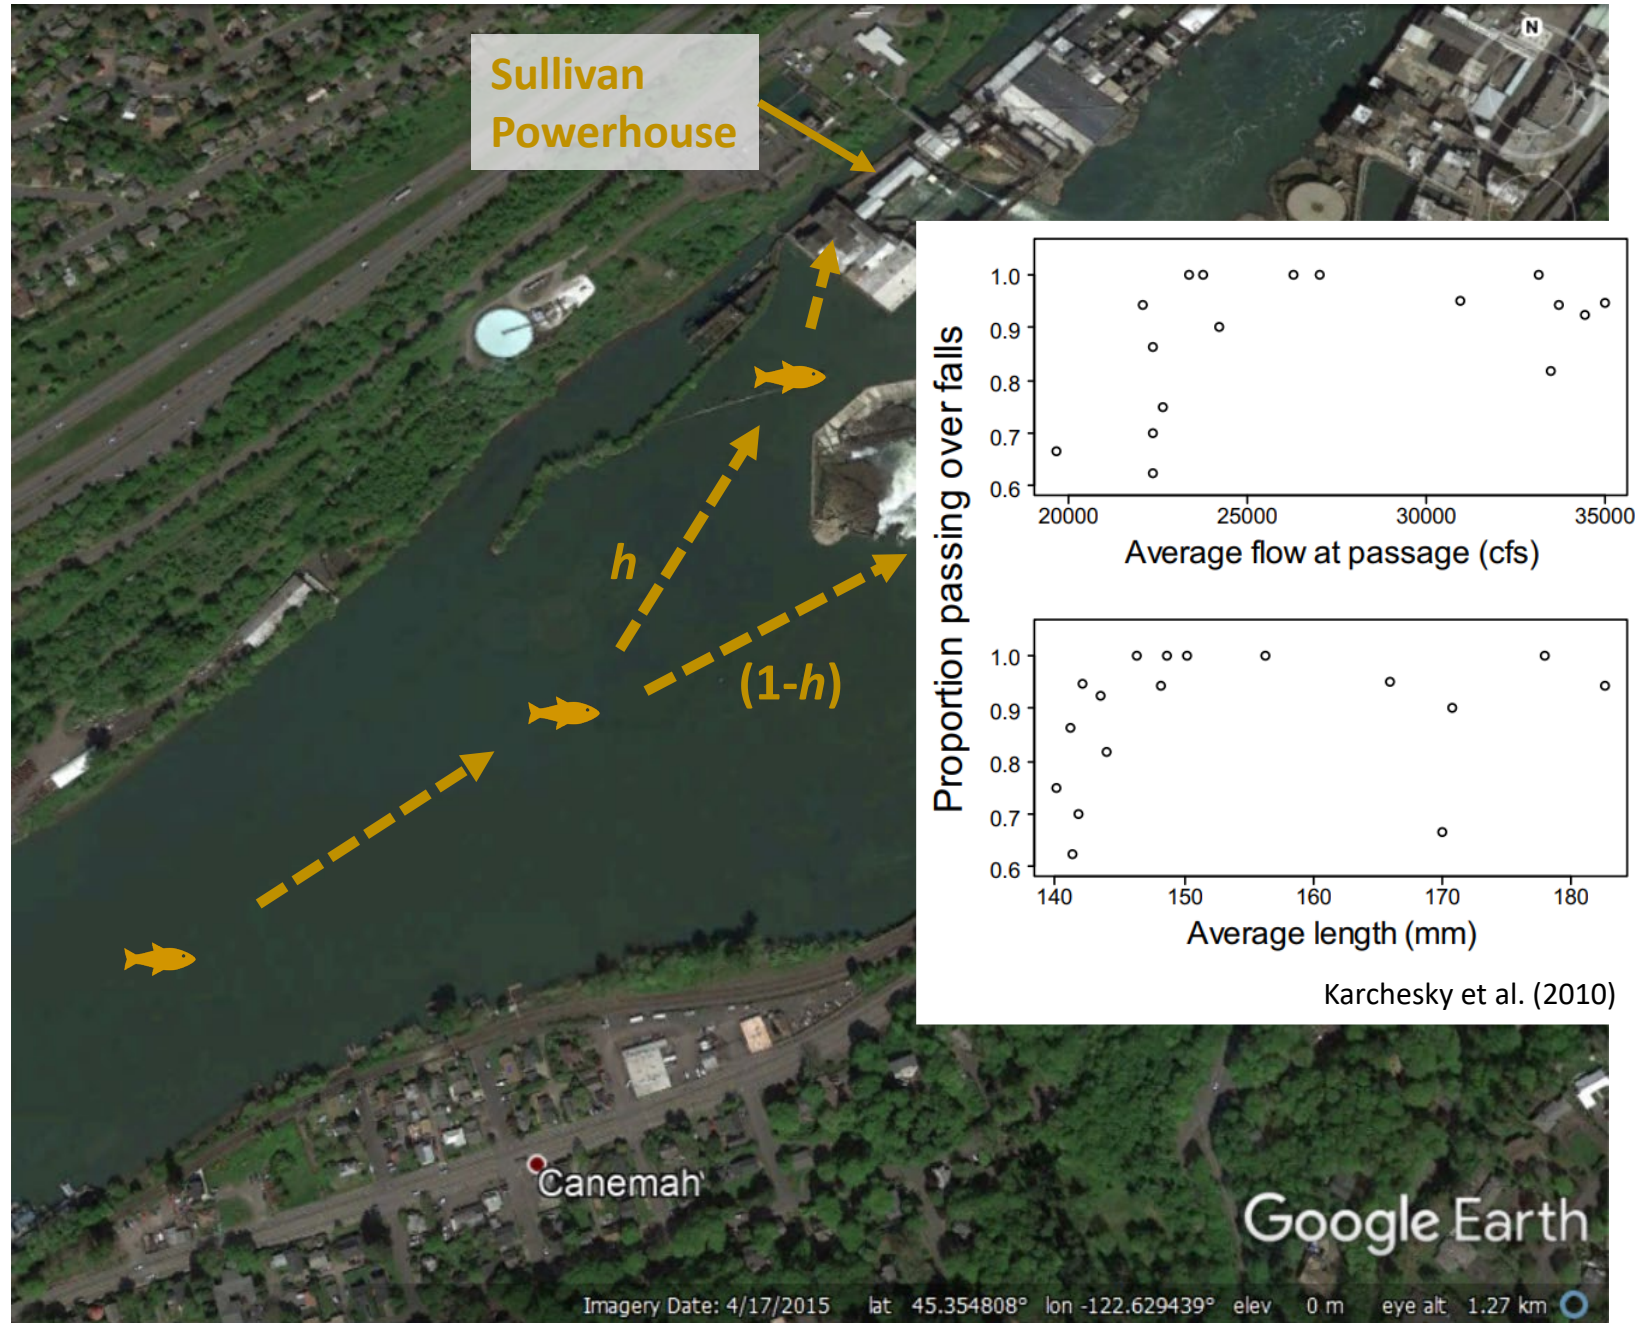 N
Sullivan
Powerhouse
h
(1-h)
Proportion passing over falls
1.0
0.9
0.8
0.7
0.6
20000 25000 30000 35000
Average flow at passage (cfs)
1.0
0.9
0.8
0.7
0.6
140 150 160 170 180
Average length (mm)
Karchesky et al. (2010)
Canemah
Google Earth
Imagery Date: 4/17/2015 lat 45.354808° lon -122.629439° elev 0 m eye alt 1.27 km